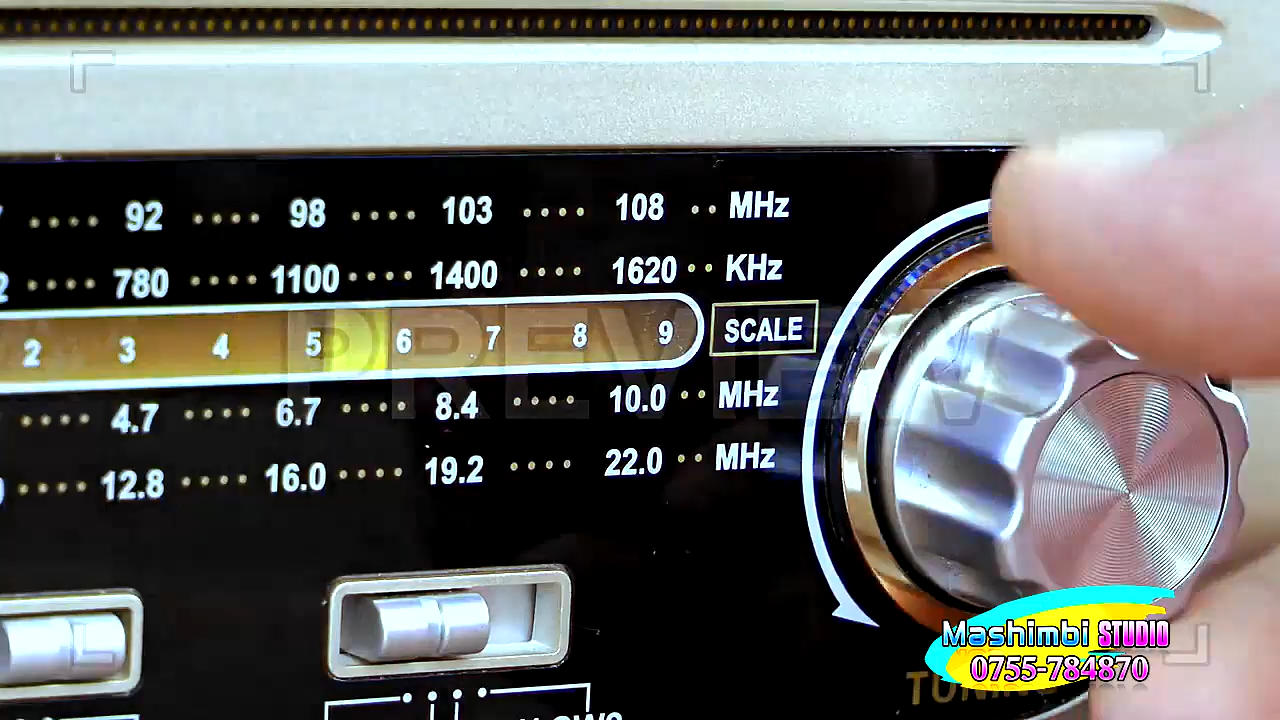 92 98 103 108 MHz
780 1100 1400 1620 KHz
2 3 4 5 6 7 8 9 SCALE
PREVIEW
4.7 6.7 8.4 10.0 MHz
12.8 16.0 19.2 22.0 MHz
Mashimbi STUDIO
0755-784870